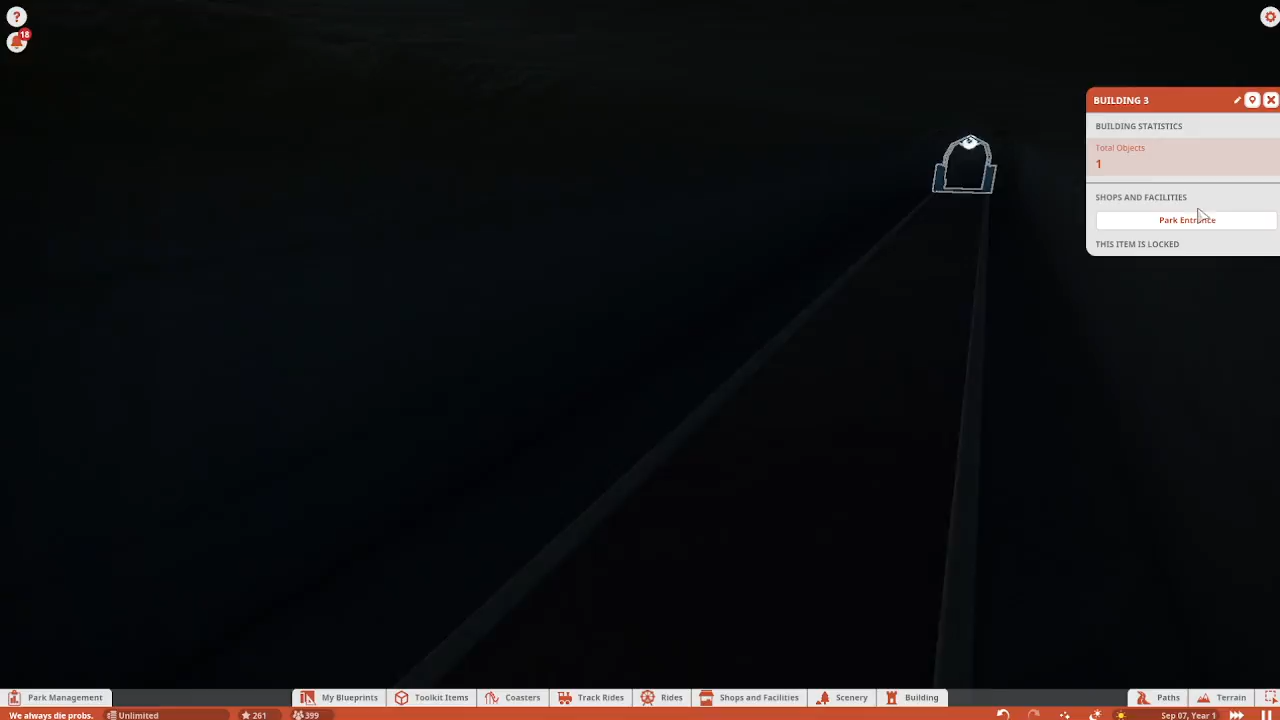 ?
18
BUILDING 3
BUILDING STATISTICS
Total Objects
1
SHOPS AND FACILITIES
Park Entrance
THIS ITEM IS LOCKED
Park Management
My Blueprints
Toolkit Items
Coasters
Track Rides
Rides
Shops and Facilities
Scenery
Building
Paths
Terrain
We always die probs.
Unlimited
261
399
Sep 07, Year 1